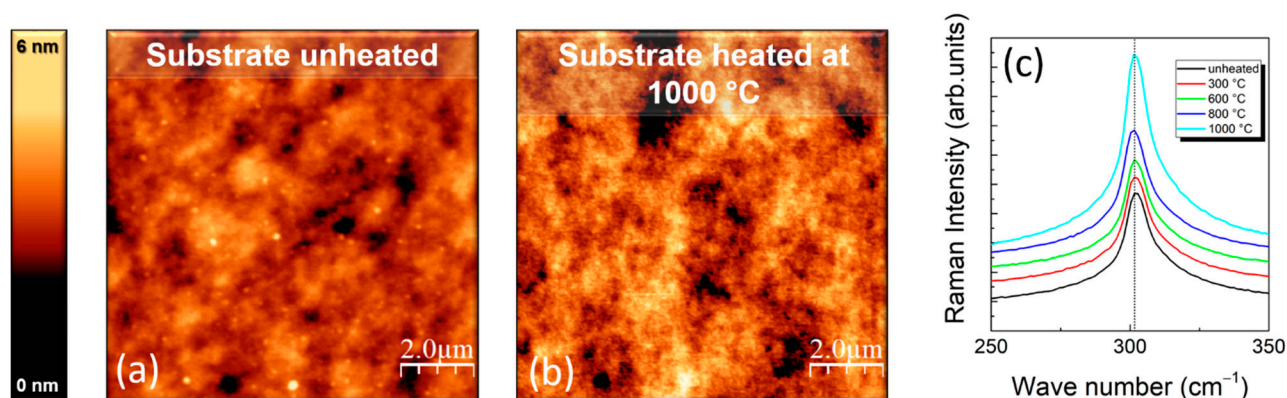 6 nm
0 nm
Substrate unheated
(a)
2.0μm
Substrate heated at
1000 °C
(b)
2.0μm
(c)
Raman Intensity (arb.units)
unheated
300 °C
600 °C
800 °C
1000 °C
250
300
350
Wave number (cm⁻¹)